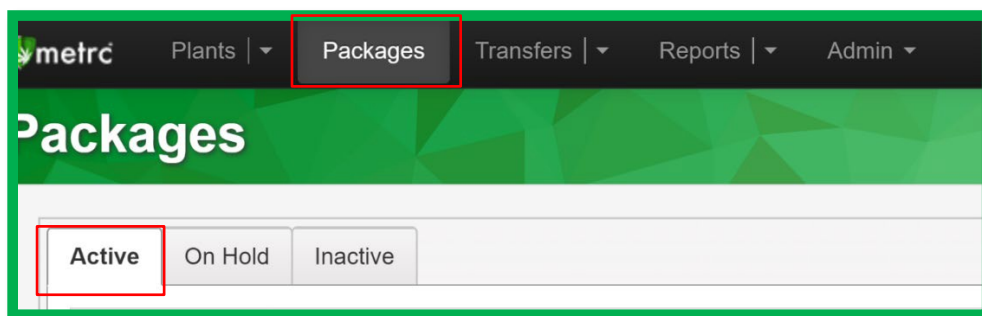 metrc Plants Packages Transfers Reports Admin
Packages
Active On Hold Inactive